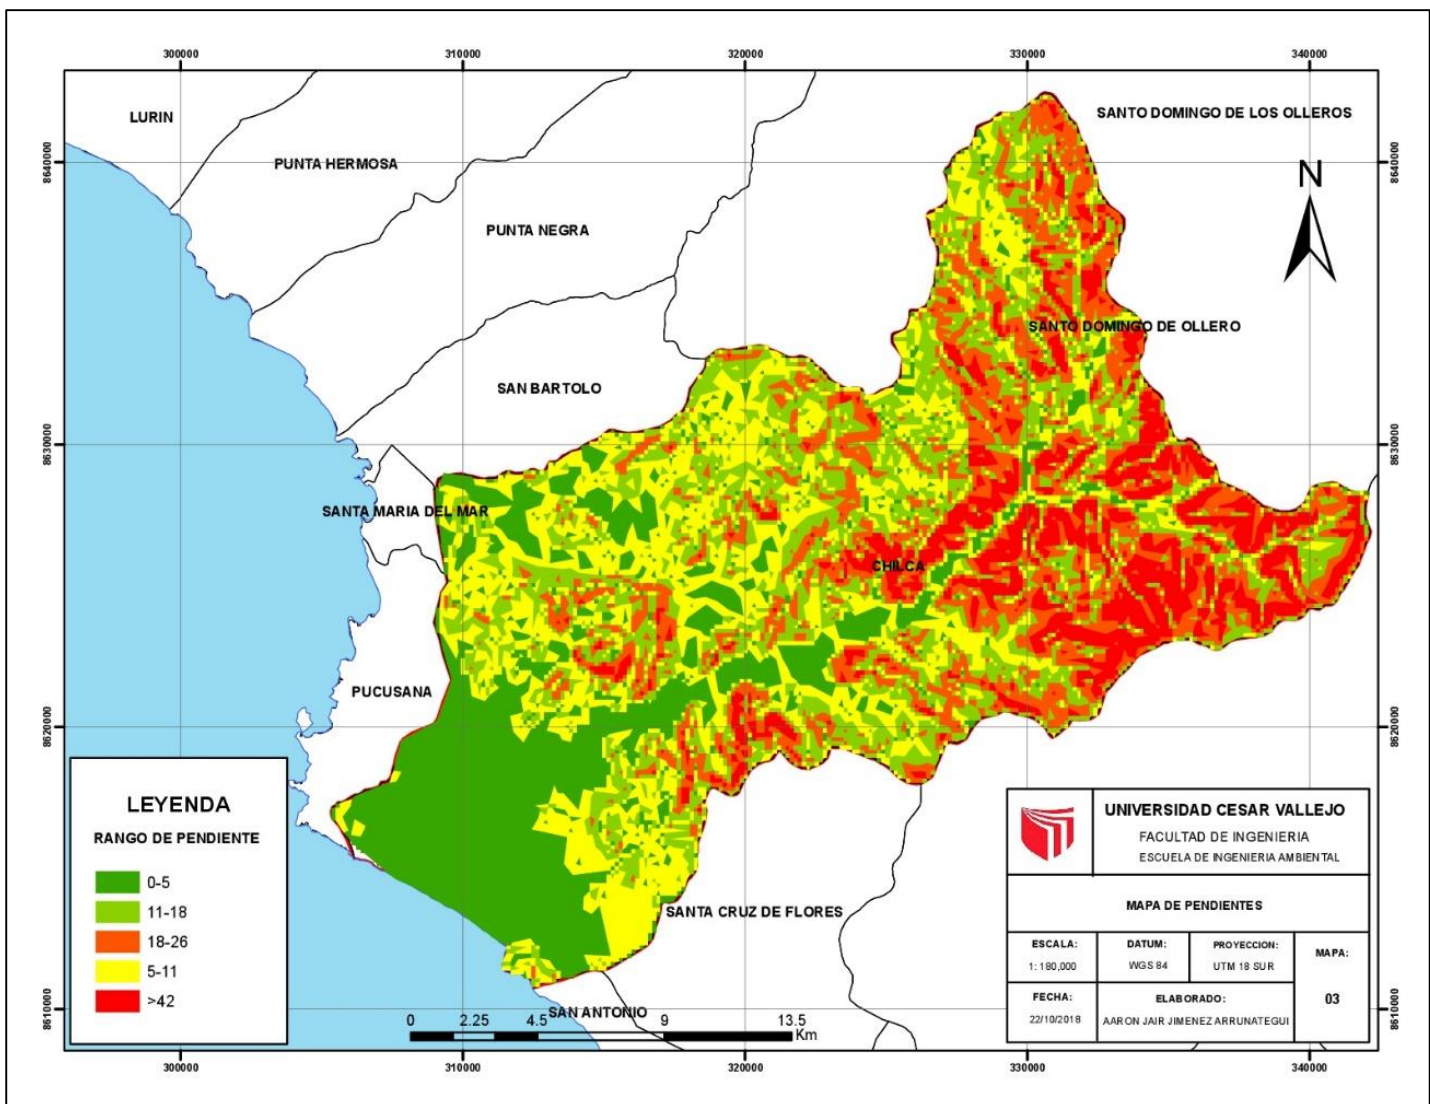 300000 310000 320000 330000 340000
LURIN
SANTO DOMINGO DE LOS OLLEROS
PUNTA HERMOSA
8640000 8640000
N
PUNTA NEGRA
SANTO DOMINGO DE OLLERO
SAN BARTOLO
8630000 8630000
SANTA MARIA DEL MAR
CHILCA
PUCUSANA
8620000 8620000
LEYENDA
RANGO DE PENDIENTE
0-5
11-18
18-26
5-11
>42
SANTA CRUZ DE FLORES
SAN ANTONIO
0 2.25 4.5 9 13.5
Km
8610000 8610000
UNIVERSIDAD CESAR VALLEJO
FACULTAD DE INGENIERIA
ESCUELA DE INGENIERIA AMBIENTAL
MAPA DE PENDIENTES
ESCALA:
1: 180,000
DATUM:
WGS 84
PROYECCION:
UTM 18 SUR
MAPA:
03
FECHA:
22/10/2018
ELABORADO:
AARON JAIR JIMENEZ ARRUNATEGUI
300000 310000 320000 330000 340000